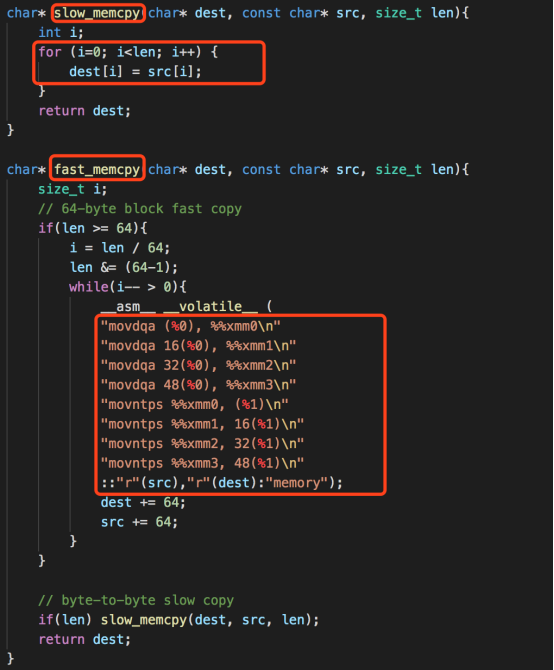 char* slow_memcpy(char* dest, const char* src, size_t len){
    int i;
    for (i=0; i<len; i++) {
        dest[i] = src[i];
    }
    return dest;
}
char* fast_memcpy(char* dest, const char* src, size_t len){
    size_t i;
    // 64-byte block fast copy
    if(len >= 64){
        i = len / 64;
        len &= (64-1);
        while(i-- > 0){
            __asm__ __volatile__ (
            "movdqa (%0), %%xmm0\n"
            "movdqa 16(%0), %%xmm1\n"
            "movdqa 32(%0), %%xmm2\n"
            "movdqa 48(%0), %%xmm3\n"
            "movntps %%xmm0, (%1)\n"
            "movntps %%xmm1, 16(%1)\n"
            "movntps %%xmm2, 32(%1)\n"
            "movntps %%xmm3, 48(%1)\n"
            ::"r"(src),"r"(dest):"memory");
            dest += 64;
            src += 64;
        }
    }
    // byte-to-byte slow copy
    if(len) slow_memcpy(dest, src, len);
    return dest;
}